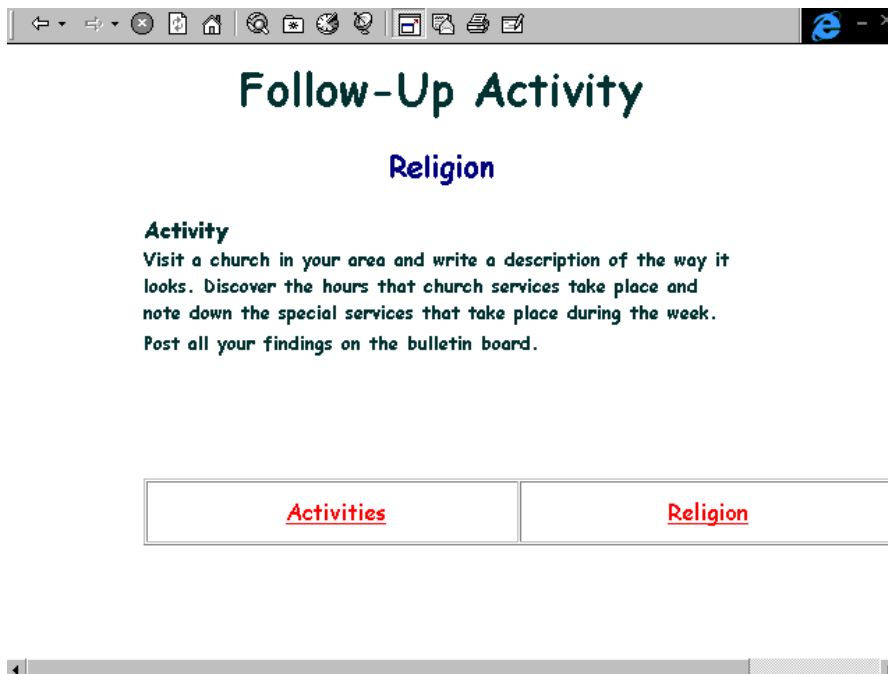 Follow-Up Activity
Religion
Activity
Visit a church in your area and write a description of the way it
looks. Discover the hours that church services take place and
note down the special services that take place during the week.
Post all your findings on the bulletin board.
Activities
Religion